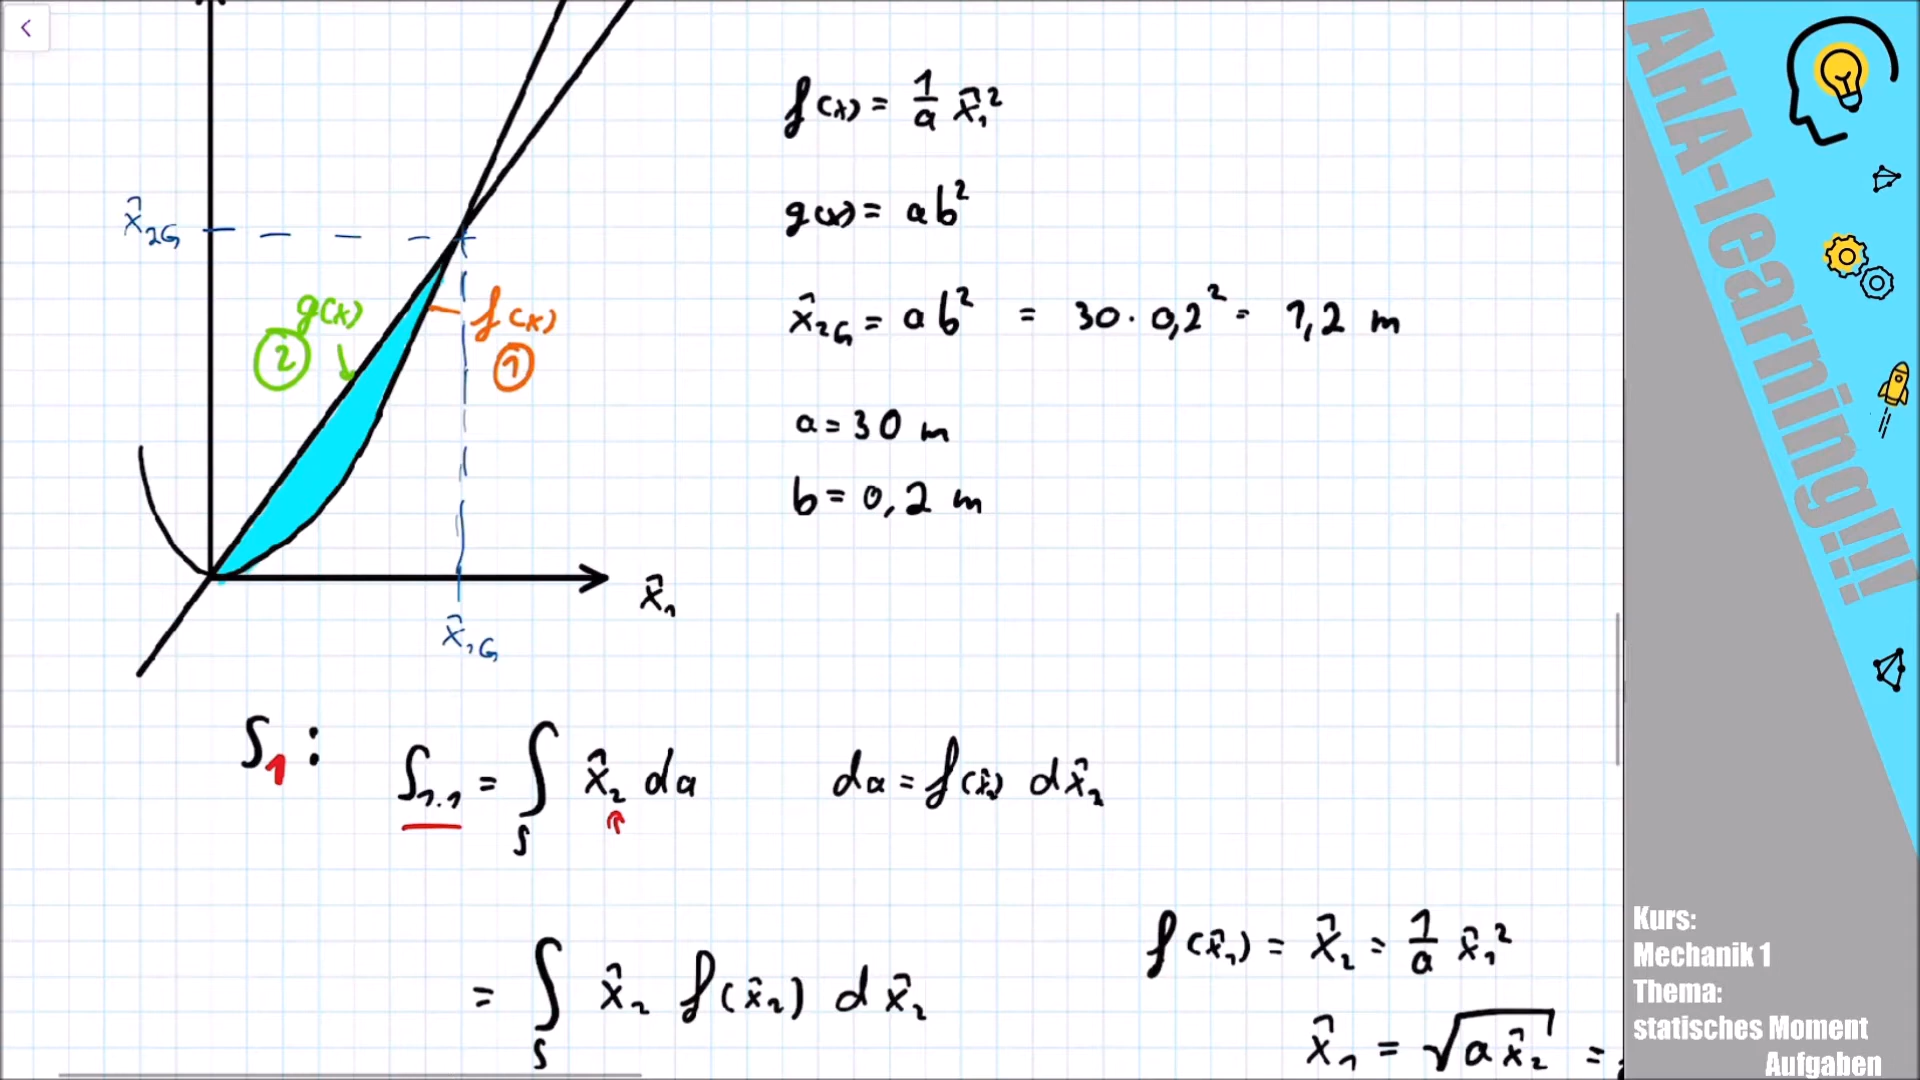 f(x) = 1/a x̂₁²
g(x) = ab²
x̂₂G
x̂₂G = ab² = 30 · 0,2² = 1,2 m
g(x)
f(x)
②
①
a = 30 m
b = 0,2 m
x̂₁
x̂₁G
S₁:
S₁.₁ = ∫S x̂₂ da
da = f(x̂₂) dx̂₂
= ∫S x̂₂ f(x̂₂) dx̂₂
f(x̂₁) = x̂₂ = 1/a x̂₁²
x̂₁ = √(a x̂₂) =
AHA-learning!!!
Kurs:
Mechanik 1
Thema:
statisches Moment
Aufgaben